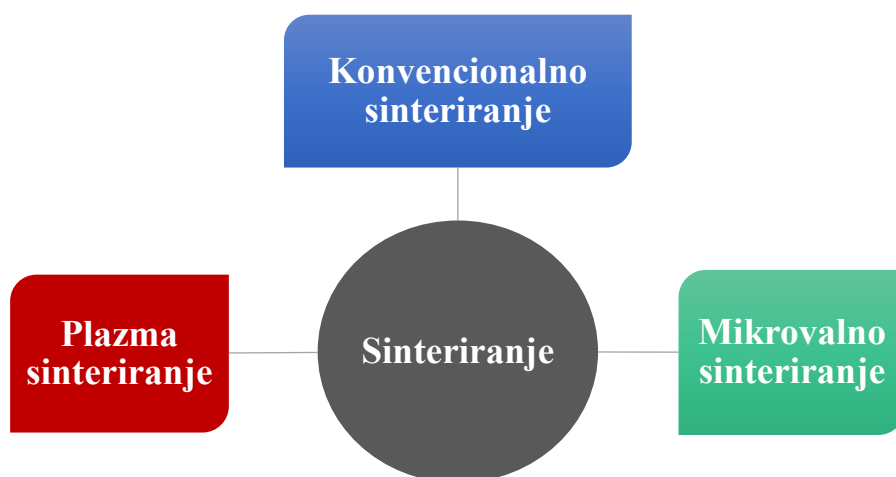 Konvencionalno
sinteriranje
Plazma
sinteriranje
Sinteriranje
Mikrovalno
sinteriranje